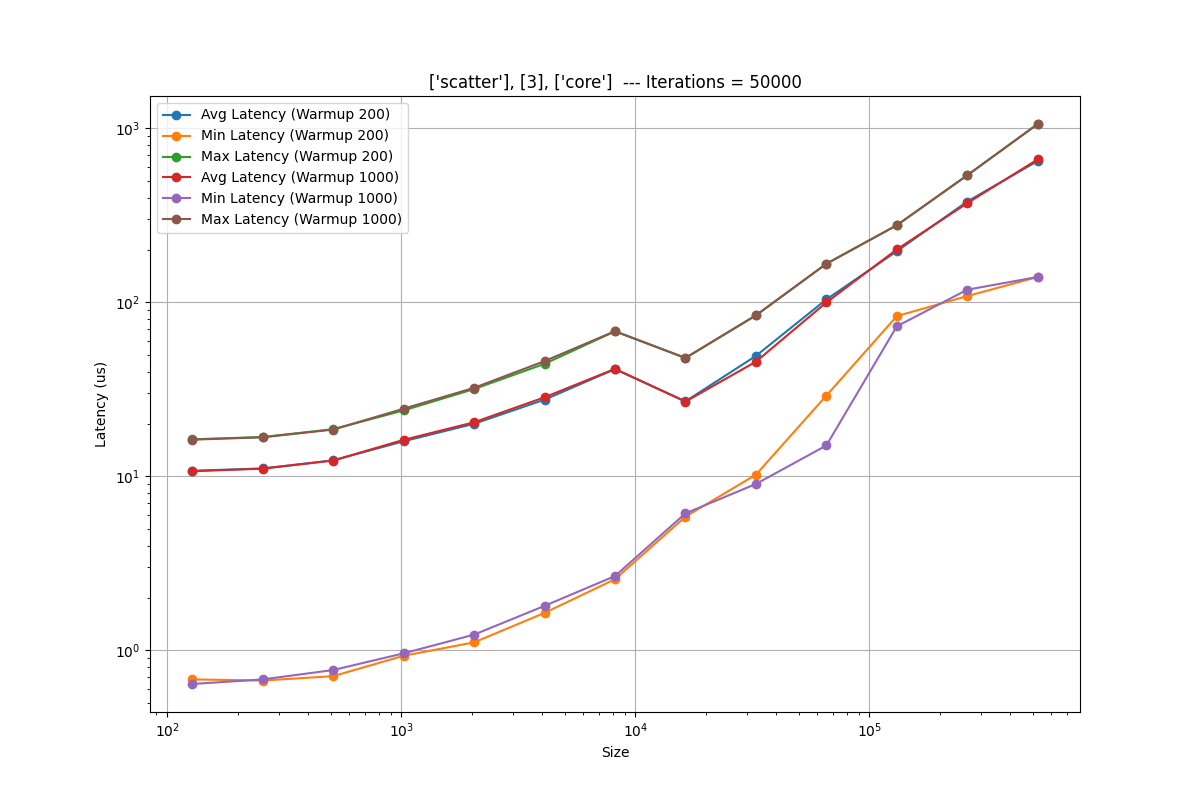 ['scatter'], [3], ['core']  --- Iterations = 50000
Avg Latency (Warmup 200)
Min Latency (Warmup 200)
Max Latency (Warmup 200)
Avg Latency (Warmup 1000)
Min Latency (Warmup 1000)
Max Latency (Warmup 1000)
Latency (us)
10³
10²
10¹
10⁰
10² 10³ 10⁴ 10⁵
Size